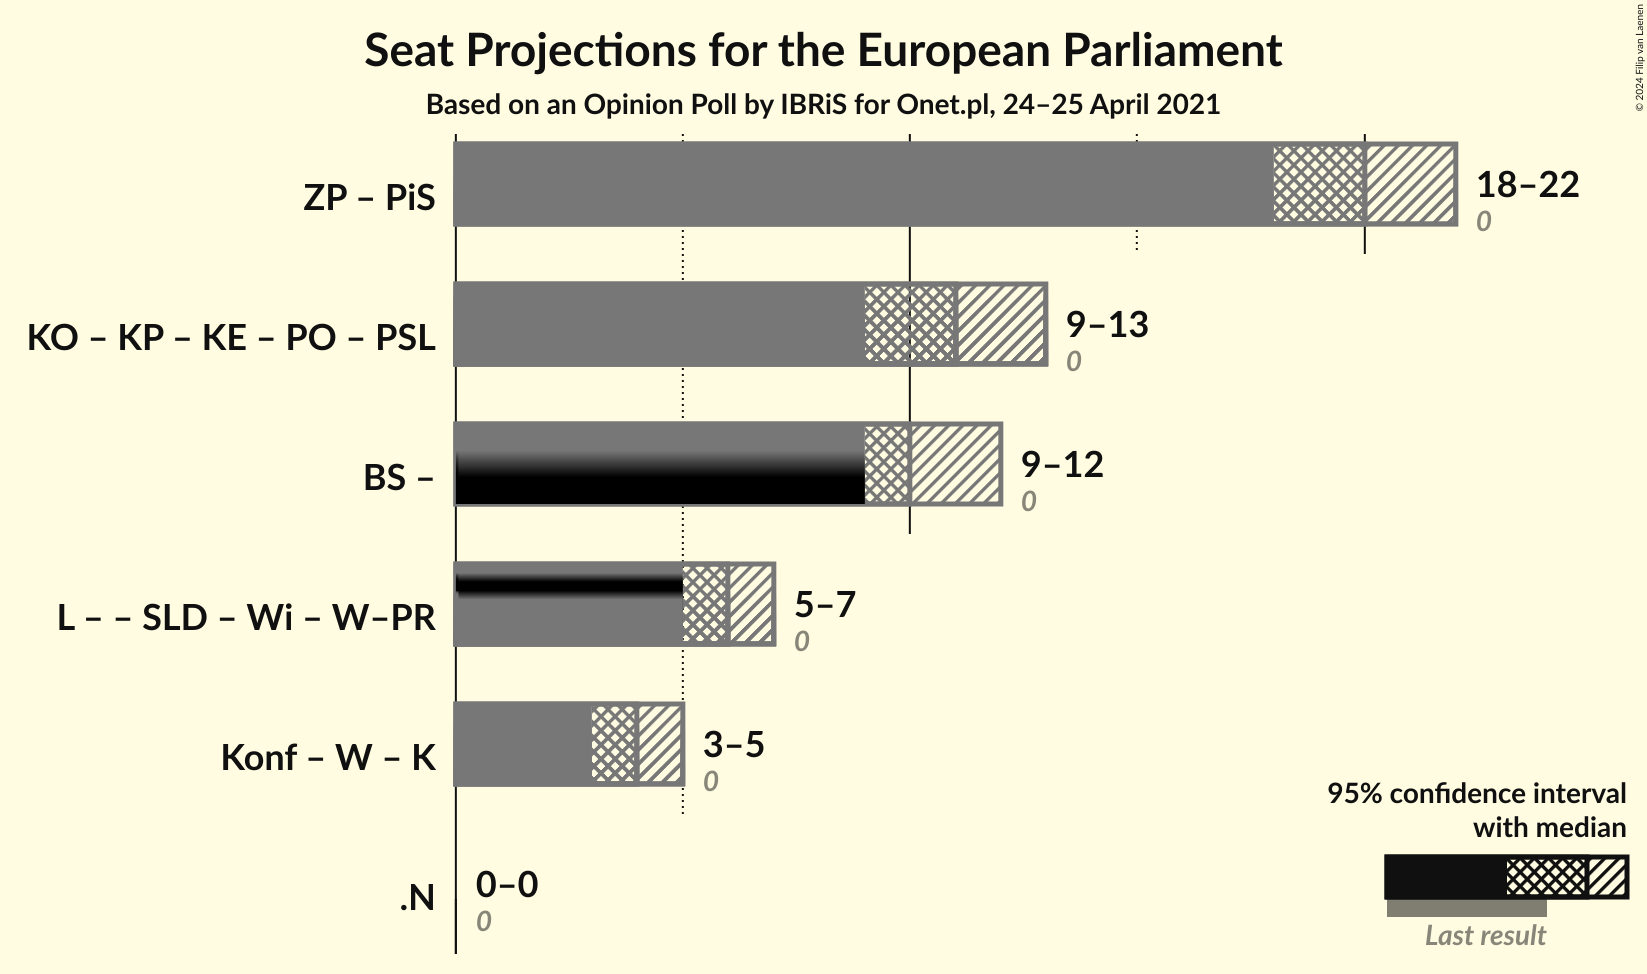 Seat Projections for the European Parliament
Based on an Opinion Poll by IBRiS for Onet.pl, 24–25 April 2021
© 2024 Filip van Laenen
ZP – PiS
18–22
0
KO – KP – KE – PO – PSL
9–13
0
BS –
9–12
0
L – – SLD – Wi – W–PR
5–7
0
Konf – W – K
3–5
0
.N
0–0
0
95% confidence interval
with median
Last result